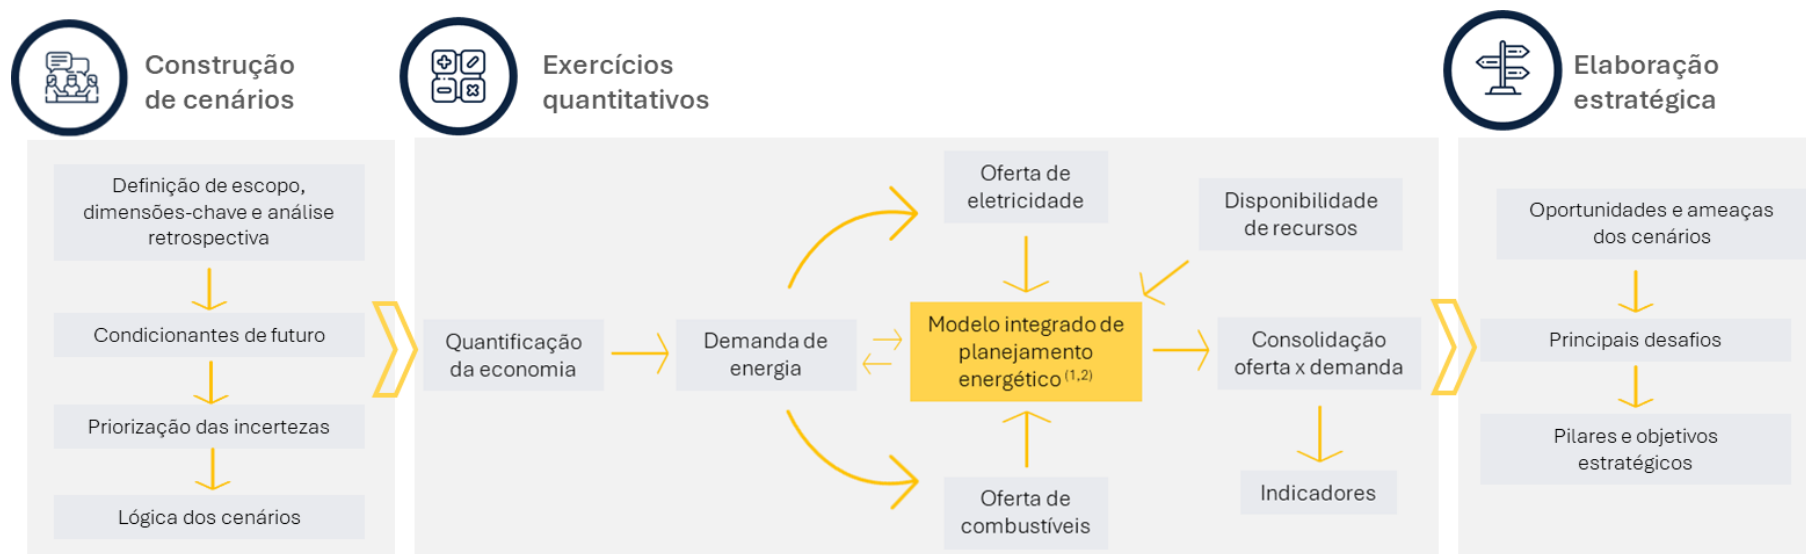 Construção
de cenários
Definição de escopo,
dimensões-chave e análise
retrospectiva
Condicionantes de futuro
Priorização das incertezas
Lógica dos cenários
Exercícios
quantitativos
Quantificação
da economia
Demanda de
energia
Oferta de
eletricidade
Disponibilidade
de recursos
Modelo integrado de
planejamento
energético (1,2)
Oferta de
combustíveis
Consolidação
oferta x demanda
Indicadores
Elaboração
estratégica
Oportunidades e ameaças
dos cenários
Principais desafios
Pilares e objetivos
estratégicos